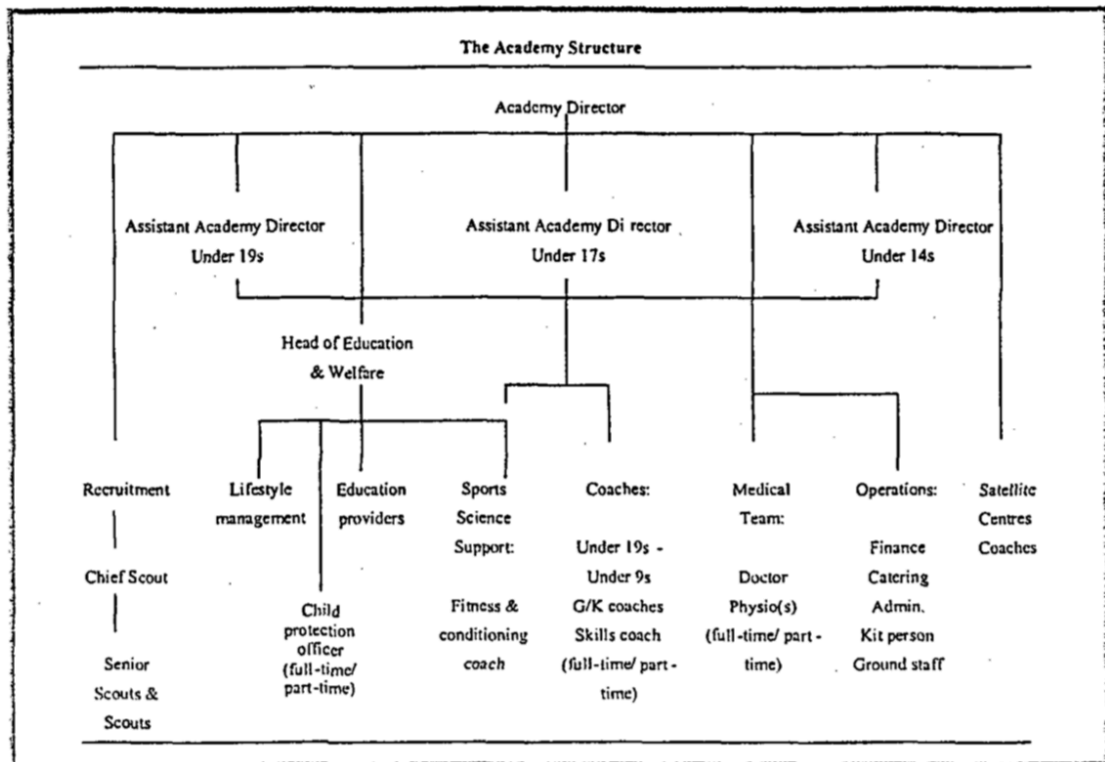 The Academy Structure
Academy Director
Assistant Academy Director
Under 19s
Assistant Academy Di rector
Under 17s
Assistant Academy Director
Under 14s
Head of Education
& Welfare
Recruitment
Chief Scout
Senior
Scouts &
Scouts
Lifestyle
management
Child
protection
officer
(full-time/
part-time)
Education
providers
Sports
Science
Support:
Fitness &
conditioning
coach
Coaches:
Under 19s -
Under 9s
G/K coaches
Skills coach
(full-time/ part-
time)
Medical
Team:
Doctor
Physio(s)
(full-time/ part-
time)
Operations:
Finance
Catering
Admin.
Kit person
Ground staff
Satellite
Centres
Coaches